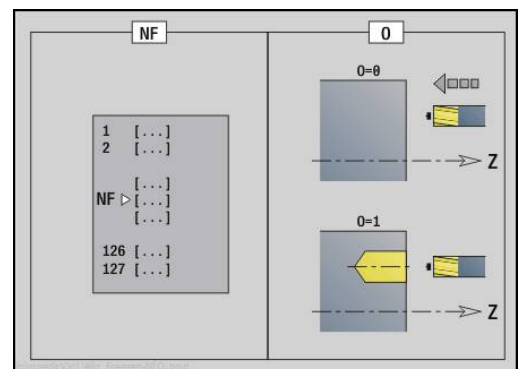 NF
1 [...]
2 [...]
[...]
NF [...]
[...]
126 [...]
127 [...]
O
O=0
Z
O=1
Z